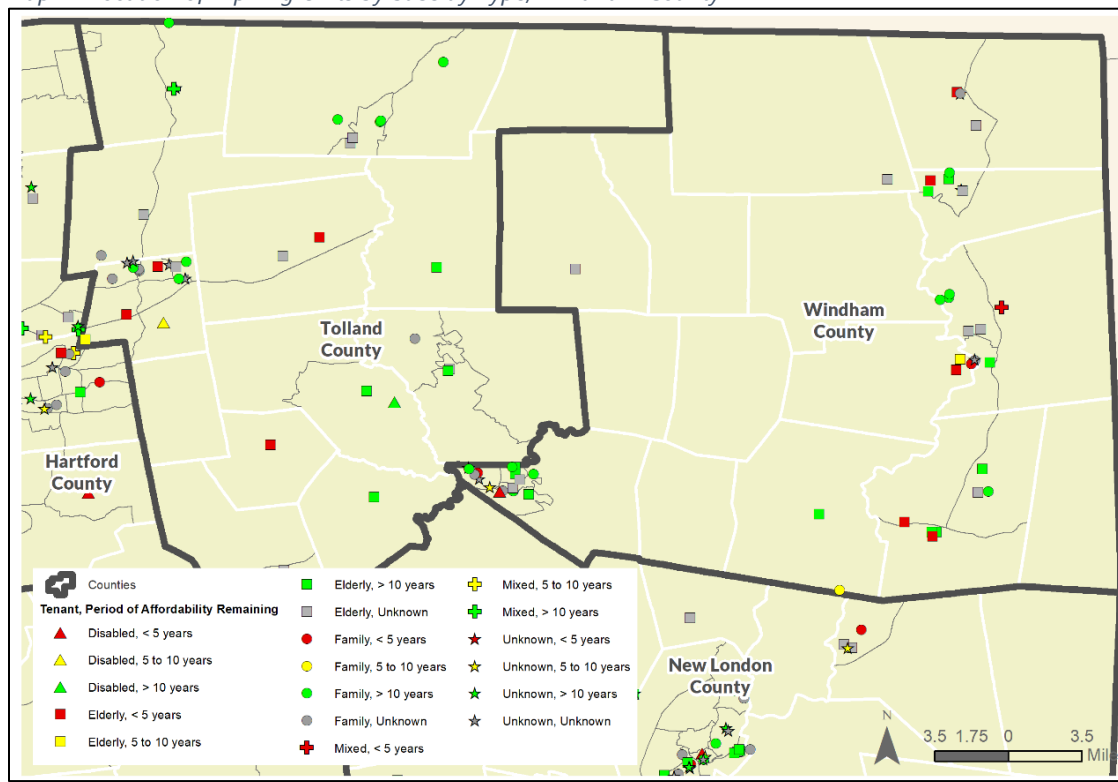 Tolland
County
Windham
County
Hartford
County
New London
County
Counties
Tenant, Period of Affordability Remaining
Disabled, < 5 years
Disabled, 5 to 10 years
Disabled, > 10 years
Elderly, < 5 years
Elderly, 5 to 10 years
Elderly, > 10 years
Elderly, Unknown
Family, < 5 years
Family, 5 to 10 years
Family, > 10 years
Family, Unknown
Mixed, < 5 years
Mixed, 5 to 10 years
Mixed, > 10 years
Unknown, < 5 years
Unknown, 5 to 10 years
Unknown, > 10 years
Unknown, Unknown
N
3.5 1.75 0 3.5
Mile